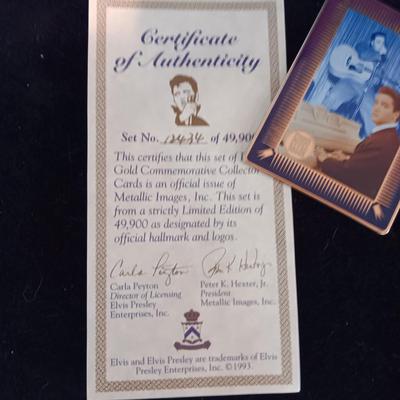 Certificate
of Authenticity
Set No. 12434 of 49,900
This certifies that this set of
Gold Commemorative Collector
Cards is an official issue of
Metallic Images, Inc. This set is
from a strictly Limited Edition of
49,900 as designated by its
official hallmark and logos.
Carla Peyton Peter K. Hexter, Jr.
Director of Licensing President
Elvis Presley Metallic Images, Inc.
Enterprises, Inc.
Elvis and Elvis Presley are trademarks of Elvis
Presley Enterprises, Inc. ©1993.